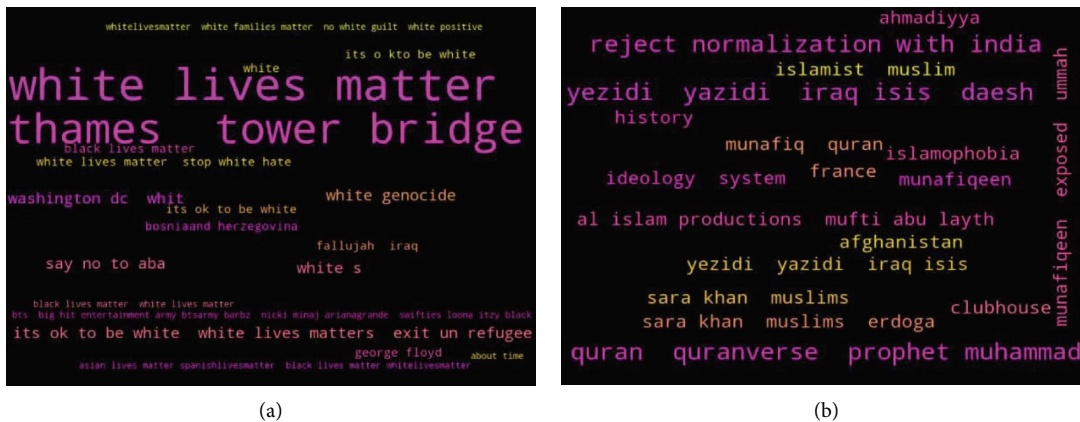 whitelivesmatter white families matter no white guilt white positive
its o kto be white
white
white lives matter
thames tower bridge
black lives matter
white lives matter stop white hate
washington dc whit
white genocide
its ok to be white
bosniaand herzegovina
fallujah iraq
say no to aba
white s
black lives matter white lives matter
bts big hit entertainment army btsarmy barbz nicki minaj arianagrande swifties loona itzy black
its ok to be white white lives matters exit un refugee
george floyd
about time
asian lives matter spanishlivesmatter black lives matter whitelivesmatter
(a)
ahmadiyya
reject normalization with india
islamist muslim
ummah
yezidi yazidi iraq isis daesh
history
munafiq quran
islamophobia
france
ideology system
munafiqeen
munafiqeen exposed
al islam productions mufti abu layth
afghanistan
yezidi yazidi iraq isis
sara khan muslims
clubhouse
sara khan muslims erdoga
quran quranverse prophet muhammad
(b)